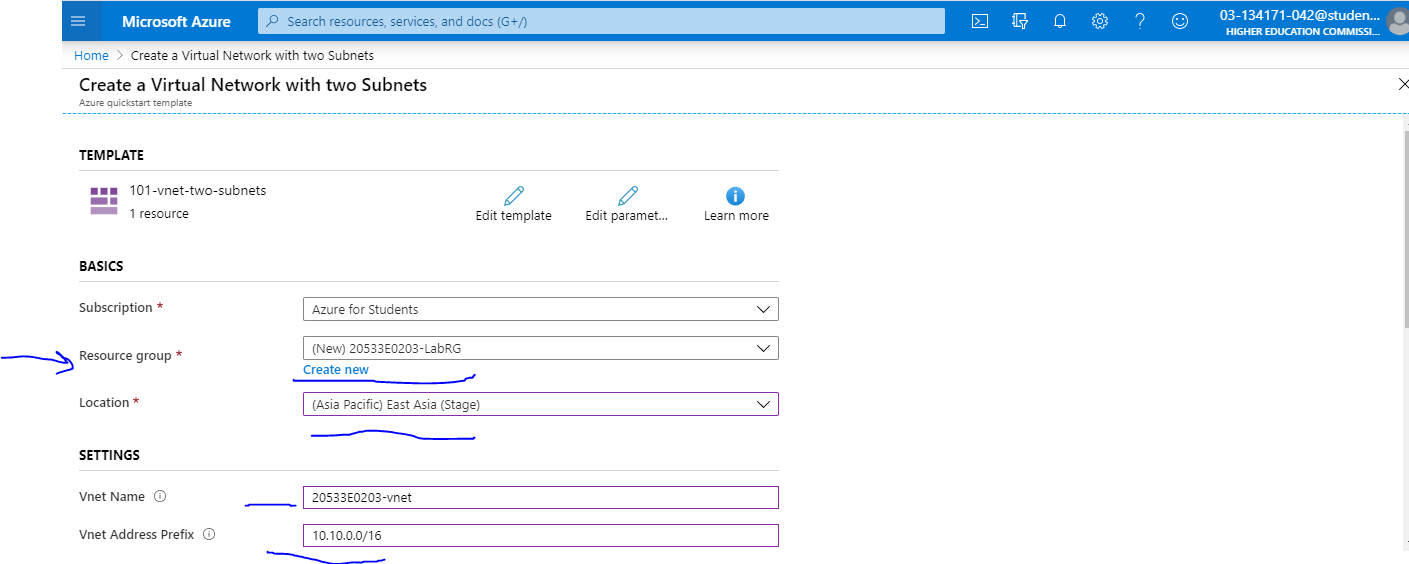 Microsoft Azure
Search resources, services, and docs (G+/)
03-134171-042@studen...
HIGHER EDUCATION COMMISSI...
Home > Create a Virtual Network with two Subnets
Create a Virtual Network with two Subnets
Azure quickstart template
TEMPLATE
101-vnet-two-subnets
1 resource
Edit template
Edit paramet...
Learn more
BASICS
Subscription *
Azure for Students
Resource group *
(New) 20533E0203-LabRG
Create new
Location *
(Asia Pacific) East Asia (Stage)
SETTINGS
Vnet Name
20533E0203-vnet
Vnet Address Prefix
10.10.0.0/16